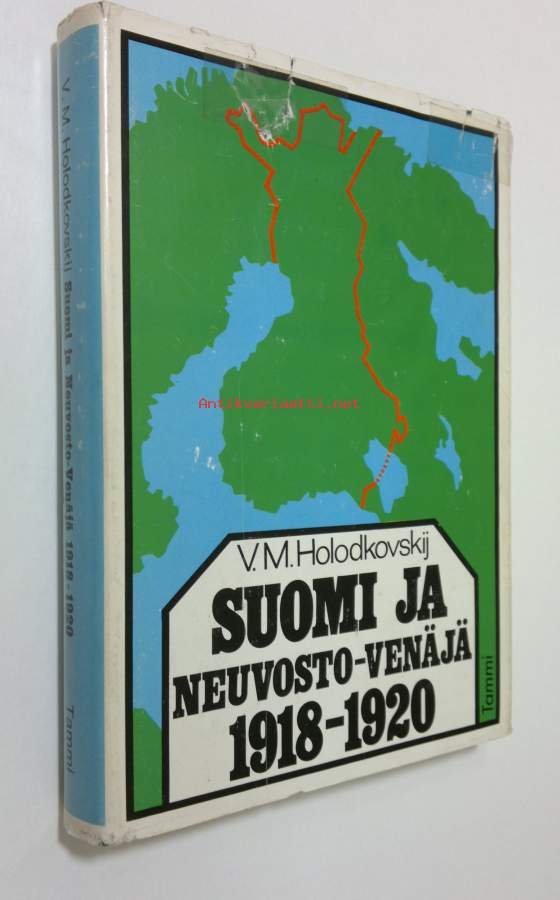 V. M. Holodkovskij Suomi ja Neuvosto-Venäjä 1918-1920 Tammi
Antikvariaatti.net
V. M. Holodkovskij
SUOMI JA
NEUVOSTO-VENÄJÄ
1918-1920
Tammi